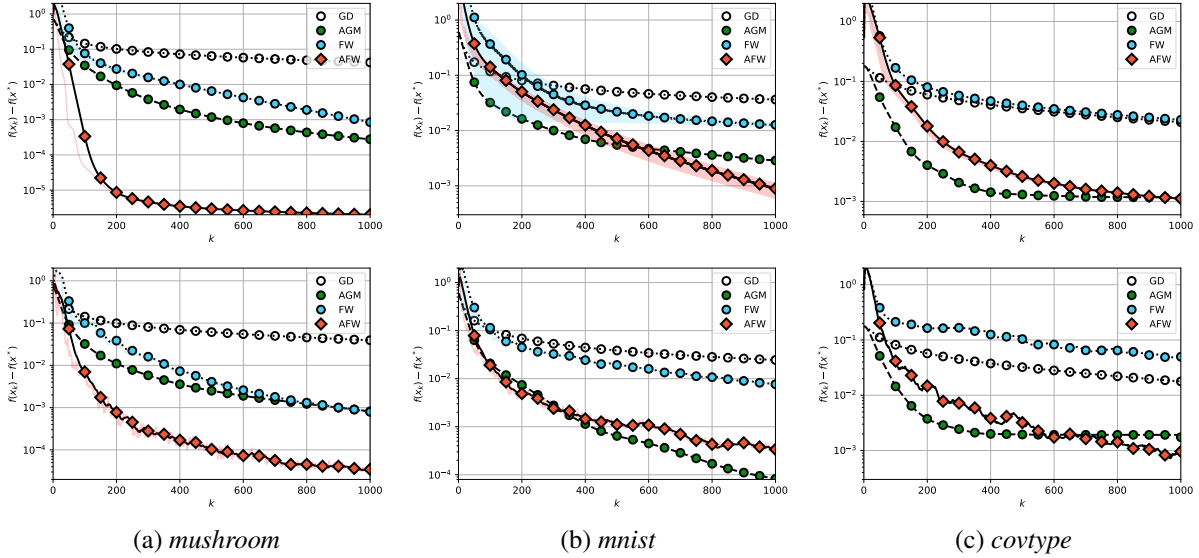 10⁰
10⁻¹
10⁻²
10⁻³
10⁻⁴
10⁻⁵
f(xₖ) − f(x*)
0 200 400 600 800 1000
k
GD
AGM
FW
AFW
10⁰
10⁻¹
10⁻²
10⁻³
f(xₖ) − f(x*)
0 200 400 600 800 1000
k
GD
AGM
FW
AFW
10⁰
10⁻¹
10⁻²
10⁻³
f(xₖ) − f(x*)
0 200 400 600 800 1000
k
GD
AGM
FW
AFW
10⁰
10⁻¹
10⁻²
10⁻³
10⁻⁴
f(xₖ) − f(x*)
0 200 400 600 800 1000
k
GD
AGM
FW
AFW
10⁰
10⁻¹
10⁻²
10⁻³
10⁻⁴
f(xₖ) − f(x*)
0 200 400 600 800 1000
k
GD
AGM
FW
AFW
10⁰
10⁻¹
10⁻²
10⁻³
f(xₖ) − f(x*)
0 200 400 600 800 1000
k
GD
AGM
FW
AFW
(a) mushroom
(b) mnist
(c) covtype